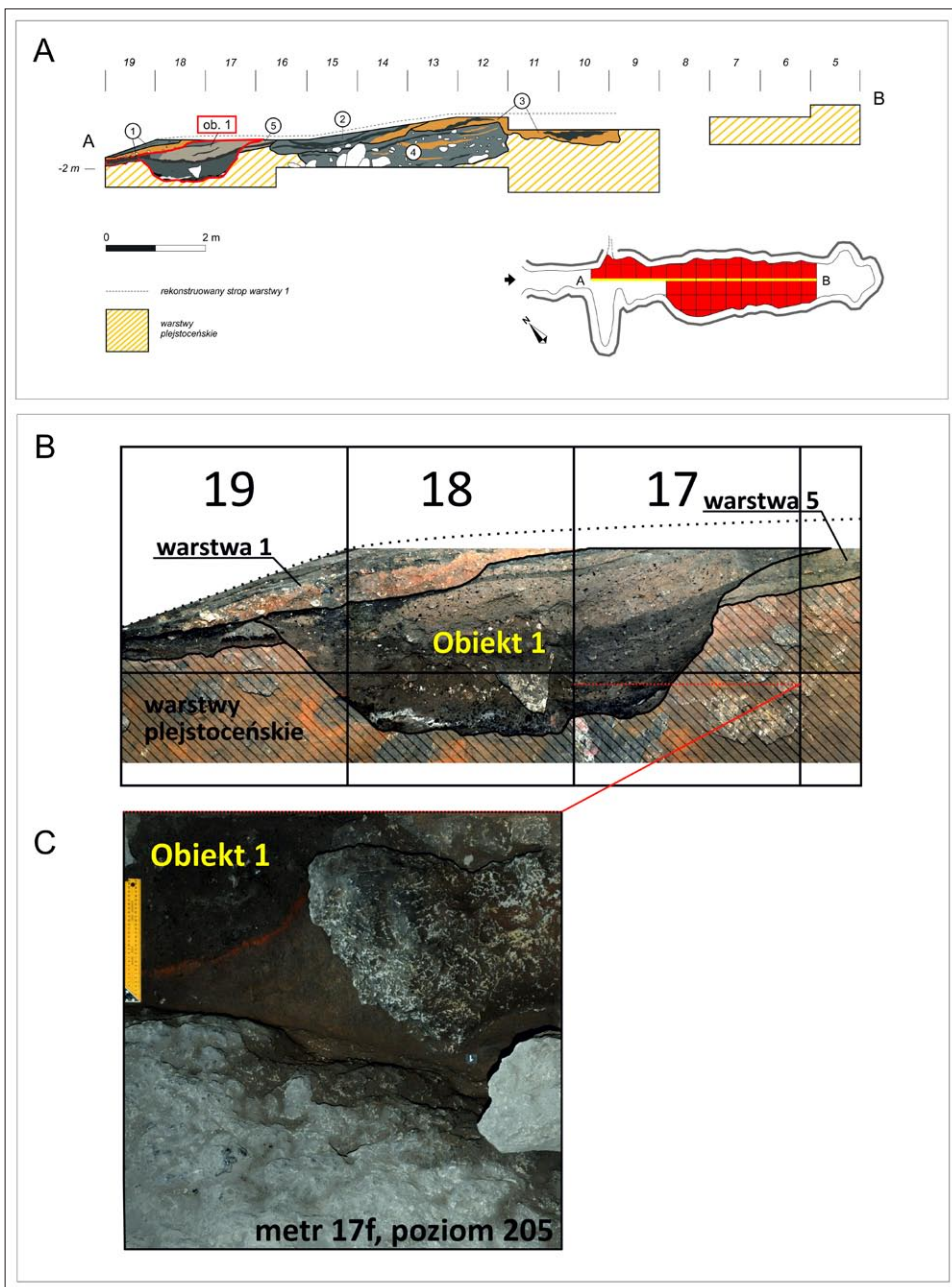 A
19 18 17 16 15 14 13 12 11 10 9 8 7 6 5
A 1 ob. 1 5 2 3 B
4
-2 m
0 2 m
rekonstruowany strop warstwy 1
warstwy
plejstoceńskie
A B
N
B
19 18 17
warstwa 1 warstwa 5
Obiekt 1
warstwy
plejstoceńskie
C
Obiekt 1
1
metr 17f, poziom 205